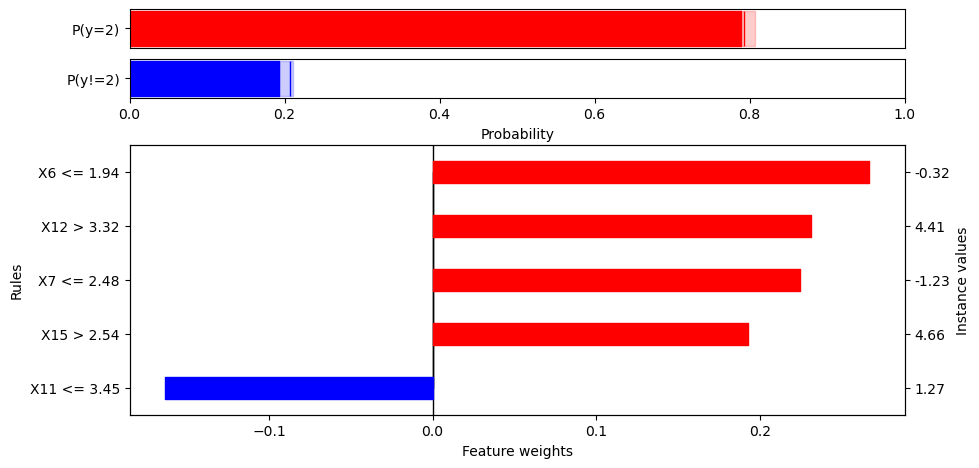 P(y=2)
P(y!=2)
0.0 0.2 0.4 0.6 0.8 1.0
Probability
X6 <= 1.94 -0.32
X12 > 3.32 4.41
X7 <= 2.48 -1.23
X15 > 2.54 4.66
X11 <= 3.45 1.27
Rules
Instance values
−0.1 0.0 0.1 0.2
Feature weights